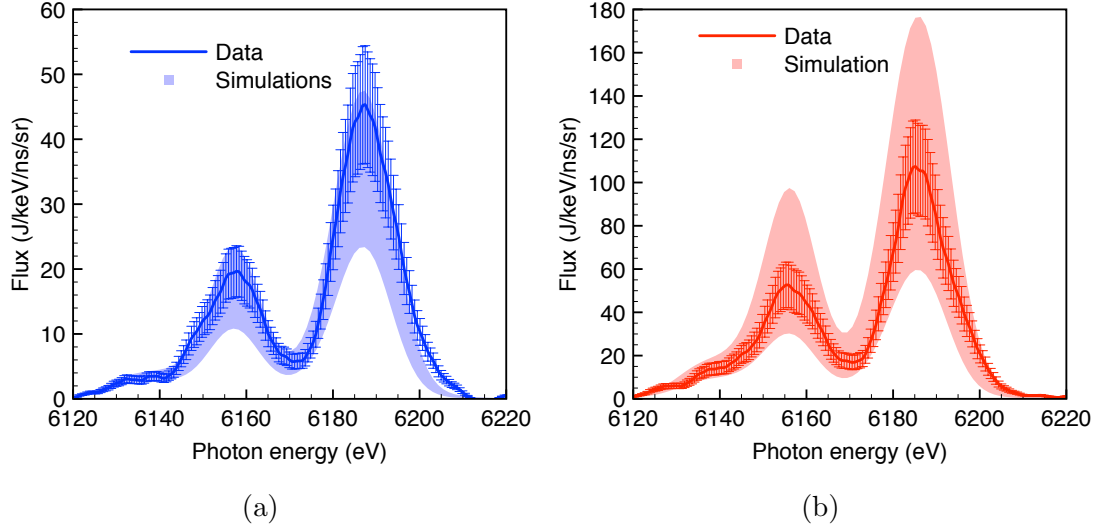 60
50
40
30
20
10
0
Flux (J/keV/ns/sr)
Data
Simulations
6120 6140 6160 6180 6200 6220
Photon energy (eV)
(a)
180
160
140
120
100
80
60
40
20
0
Flux (J/keV/ns/sr)
Data
Simulation
6120 6140 6160 6180 6200 6220
Photon energy (eV)
(b)